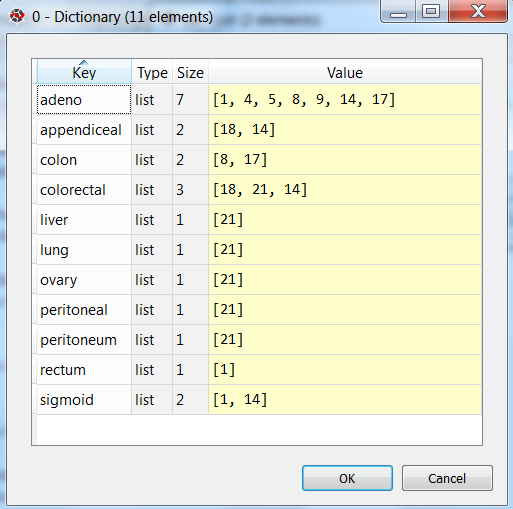 0 - Dictionary (11 elements)
Key Type Size Value
adeno list 7 [1, 4, 5, 8, 9, 14, 17]
appendiceal list 2 [18, 14]
colon list 2 [8, 17]
colorectal list 3 [18, 21, 14]
liver list 1 [21]
lung list 1 [21]
ovary list 1 [21]
peritoneal list 1 [21]
peritoneum list 1 [21]
rectum list 1 [1]
sigmoid list 2 [1, 14]
OK Cancel